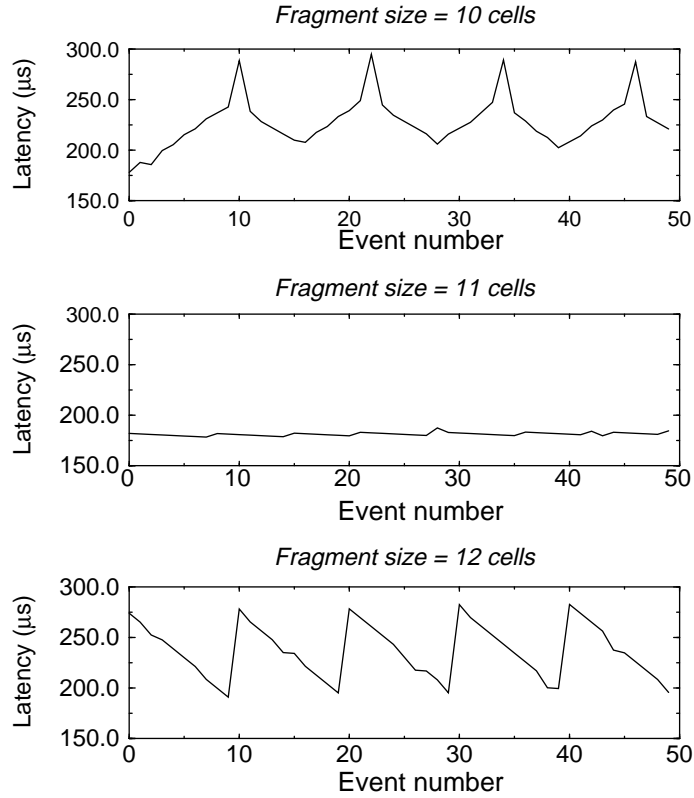 Fragment size = 10 cells
300.0
250.0
200.0
150.0
Latency (μs)
0 10 20 30 40 50
Event number
Fragment size = 11 cells
300.0
250.0
200.0
150.0
Latency (μs)
0 10 20 30 40 50
Event number
Fragment size = 12 cells
300.0
250.0
200.0
150.0
Latency (μs)
0 10 20 30 40 50
Event number